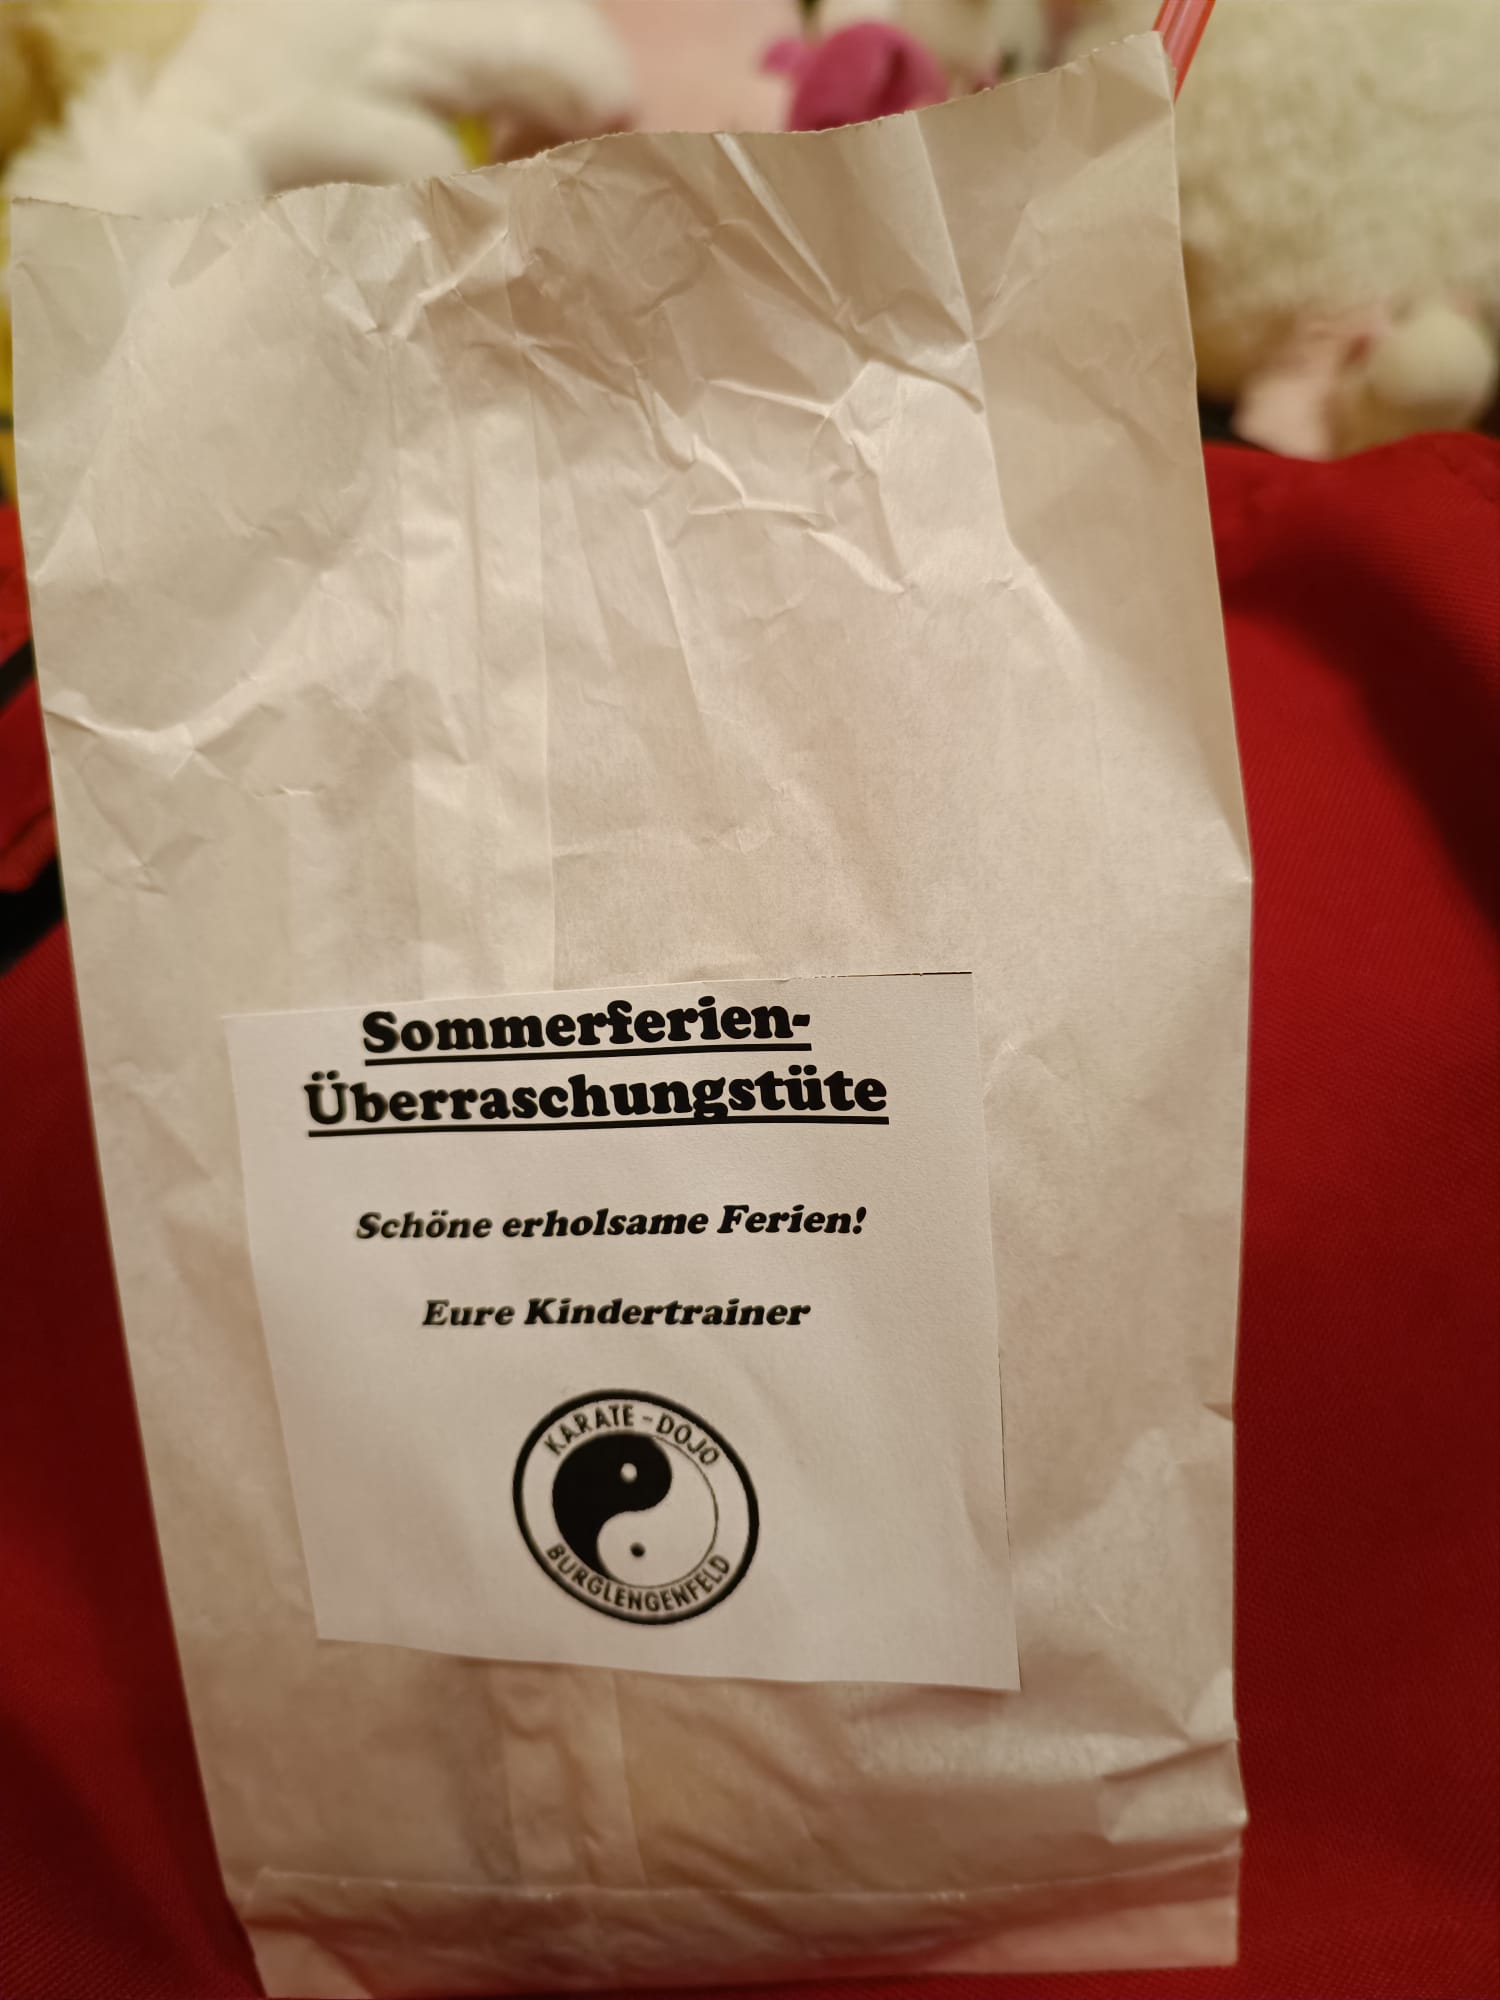 Sommerferien-
Überraschungstüte
Schöne erholsame Ferien!
Eure Kindertrainer
KARATE-DOJO
BURGLENGENFELD